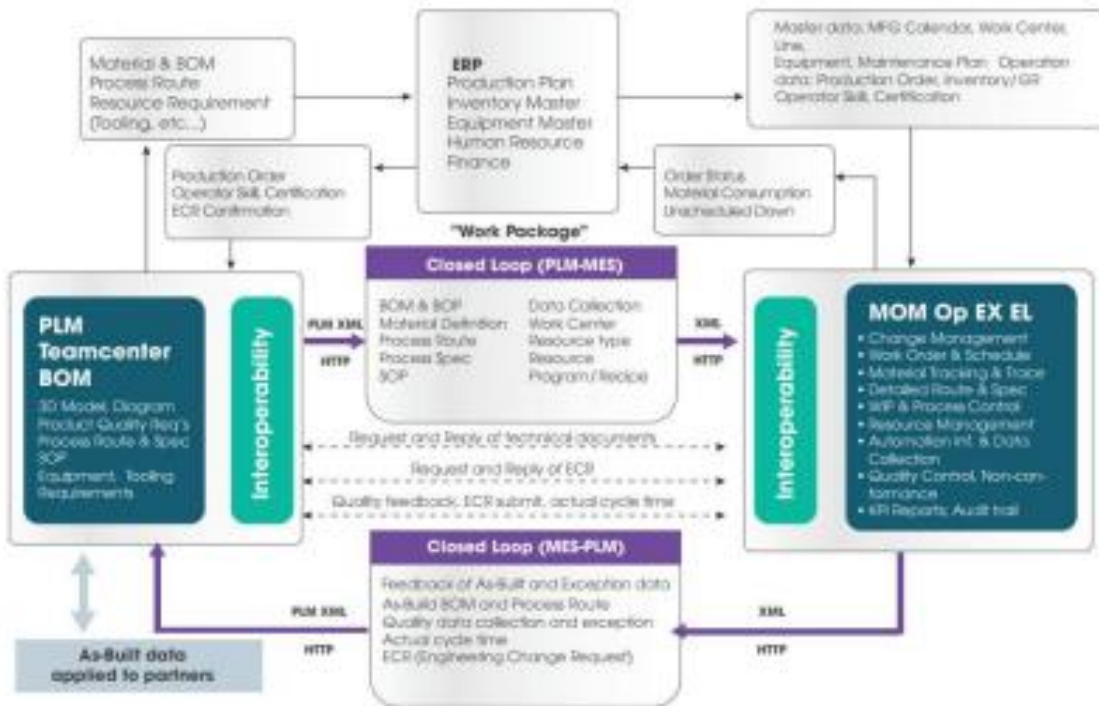 Material & BOM
Process Route
Resource Requirement
(Tooling, etc...)
ERP
Production Plan
Inventory Master
Equipment Master
Human Resource
Finance
Master data: MFG Calendar, Work Center,
Line,
Equipment, Maintenance Plan Operation
data: Production Order, Inventory/GR
Operator Skill, Certification
Production Order
Operator Skill, Certification
ECR Confirmation
Order Status
Material Consumption
Unscheduled Down
"Work Package"
Closed Loop (PLM-MES)
BOM & BOP
Material Definition
Process Route
Process Spec
SOP
Data Collection
Work Center
Resource type
Resource
Program/Recipe
PLM XML
HTTP
XML
HTTP
PLM
Teamcenter
BOM
3D Model, Diagram
Product Quality Req's
Process Route & Spec
SOP
Equipment, Tooling
Requirements
Interoperability
Interoperability
MOM Op EX EL
• Change Management
• Work Order & Schedule
• Material Tracking & Trace
• Detailed Route & Spec
• WIP & Process Control
• Resource Management
• Automation Int. & Data
Collection
• Quality Control, Non-con-
formance
• KPI Reports, Audit trail
Request and Reply of technical documents
Request and Reply of ECR
Quality feedback, ECR submit, actual cycle time
Closed Loop (MES-PLM)
Feedback of As-Built and Exception data
As-Build BOM and Process Route
Quality data collection and exception
Actual cycle time
ECR (Engineering Change Request)
PLM XML
HTTP
XML
HTTP
As-Built data
applied to partners